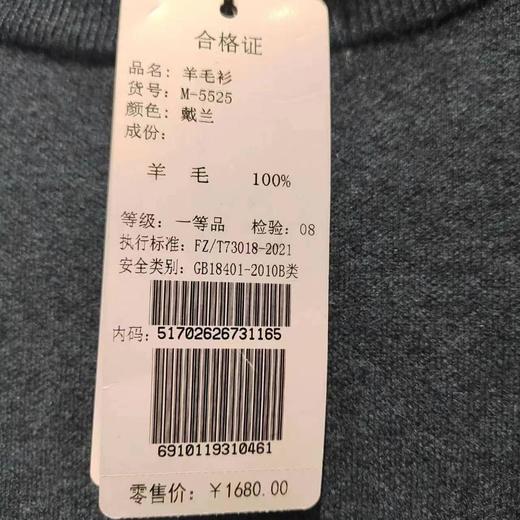 合格证
品名: 羊毛衫
货号: M-5525
颜色: 戴兰
成份:
羊毛 100%
等级: 一等品 检验: 08
执行标准: FZ/T73018-2021
安全类别: GB18401-2010B类
内码: 51702626731165
6910119310461
零售价: ￥1680.00